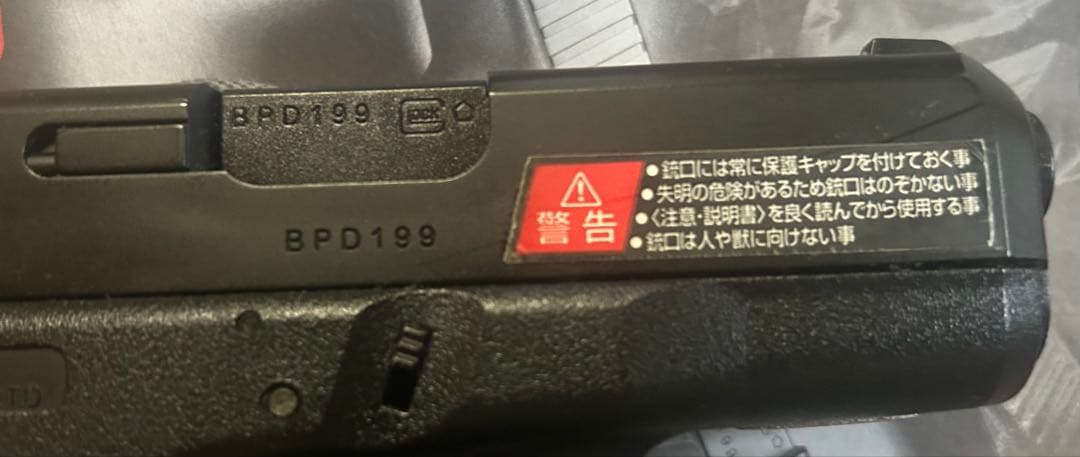 BPD199 GLOCK
BPD199
警告
●銃口には常に保護キャップを付けておく事
●失明の危険があるため銃口はのぞかない事
●〈注意・説明書〉を良く読んでから使用する事
●銃口は人や獣に向けない事
TD